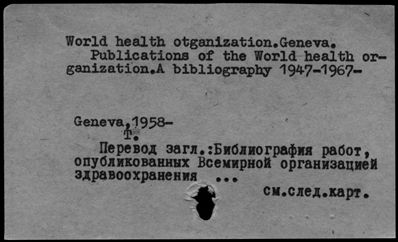 World health otganization.Geneva.
Publications of the World health or-
ganization.A bibliography 1947-1967-
Geneva,1958-
Т.
Перевод загл.:Библиография работ,
опубликованных Всемирной организацией
здравоохранения ...
см.след.карт.